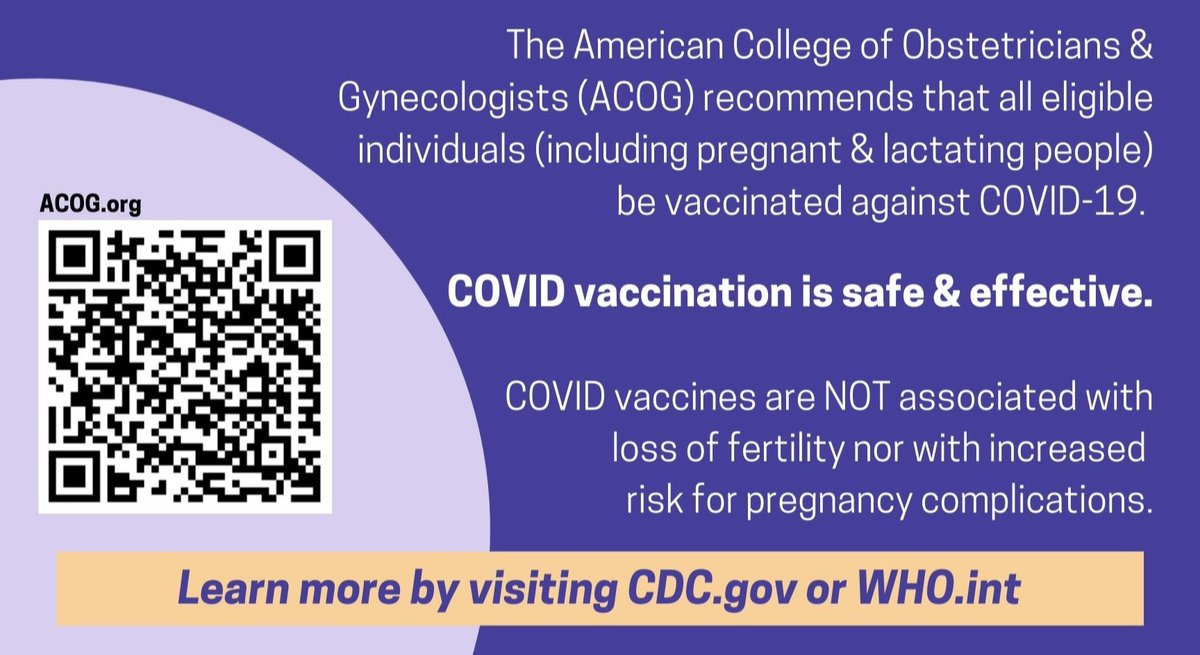 The American College of Obstetricians &
Gynecologists (ACOG) recommends that all eligible
individuals (including pregnant & lactating people)
be vaccinated against COVID-19.
ACOG.org
COVID vaccination is safe & effective.
COVID vaccines are NOT associated with
loss of fertility nor with increased
risk for pregnancy complications.
Learn more by visiting CDC.gov or WHO.int